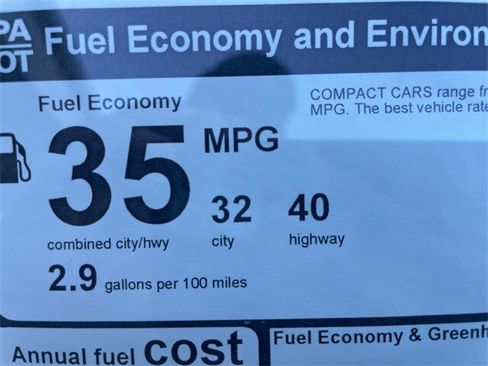 PA
OT
Fuel Economy and Environ
Fuel Economy
COMPACT CARS range fr
MPG. The best vehicle rate
35 MPG
32
40
combined city/hwy
city
highway
2.9 gallons per 100 miles
Annual fuel cost
Fuel Economy & Greenh